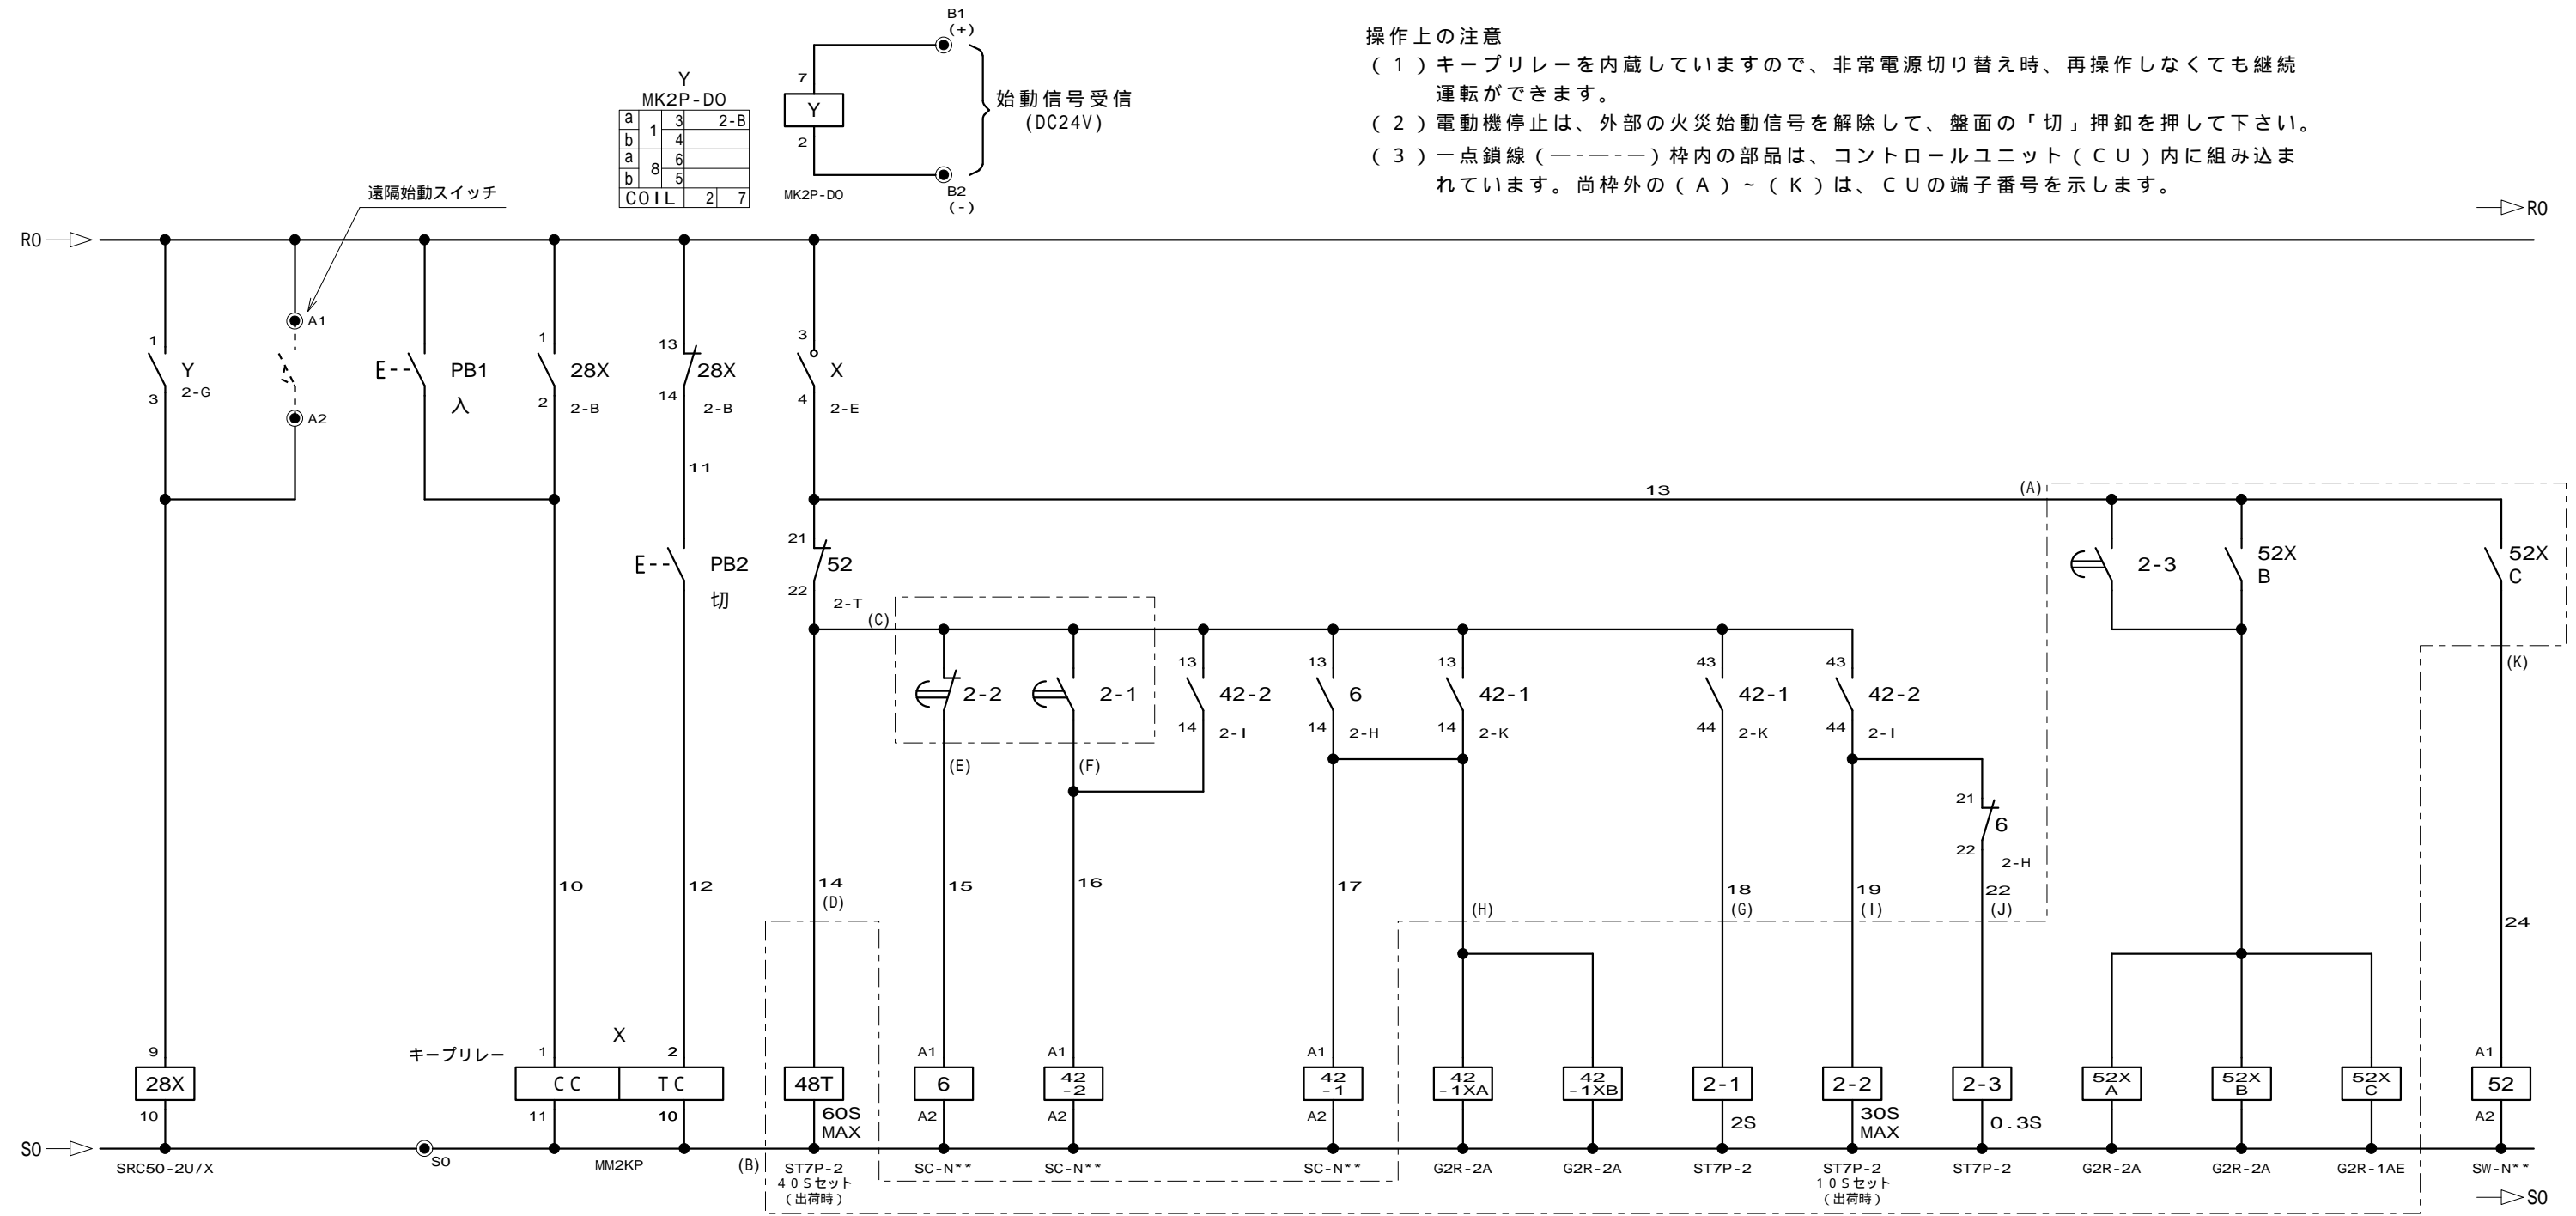 操作上の注意
(1)キープリレーを内蔵していますので、非常電源切り替え時、再操作しなくても継続
運転ができます。
(2)電動機停止は、外部の火災始動信号を解除して、盤面の「切」押釦を押して下さい。
(3)一点鎖線(―-―-―)枠内の部品は、コントロールユニット(CU)内に組み込ま
れています。尚枠外の(A)~(K)は、CUの端子番号を示します。
B1
(+)
Y
MK2P-DO
a 1 3 2-B
b 4
a 8 6
b 5
COIL 2 7
7
Y
2
MK2P-DO
始動信号受信
(DC24V)
B2
(-)
遠隔始動スイッチ
R0
R0
A1
A2
1
Y
3
2-G
PB1
入
1
28X
2
2-B
13
28X
14
2-B
11
PB2
切
3
X
4
2-E
13
(A)
21
52
22
2-T
(C)
2-3
52X
B
52X
C
(K)
2-2
(E)
2-1
(F)
13
42-2
14
2-I
13
6
14
2-H
13
42-1
14
2-K
43
42-1
44
2-K
43
42-2
44
2-I
21
6
22
2-H
10
12
14
(D)
15
16
17
(H)
18
(G)
19
(I)
22
(J)
24
キープリレー
X
9
28X
10
1
CC
11
2
TC
10
48T
60S
MAX
A1
6
A2
A1
42
-2
A2
A1
42
-1
A2
42
-1XA
42
-1XB
2-1
2S
2-2
30S
MAX
2-3
0.3S
52X
A
52X
B
52X
C
A1
52
A2
S0
S0
SRC50-2U/X
MM2KP
(B)
ST7P-2
40Sセット
(出荷時)
SC-N**
SC-N**
SC-N**
G2R-2A
G2R-2A
ST7P-2
ST7P-2
10Sセット
(出荷時)
ST7P-2
G2R-2A
G2R-2A
G2R-1AE
SW-N**
S0